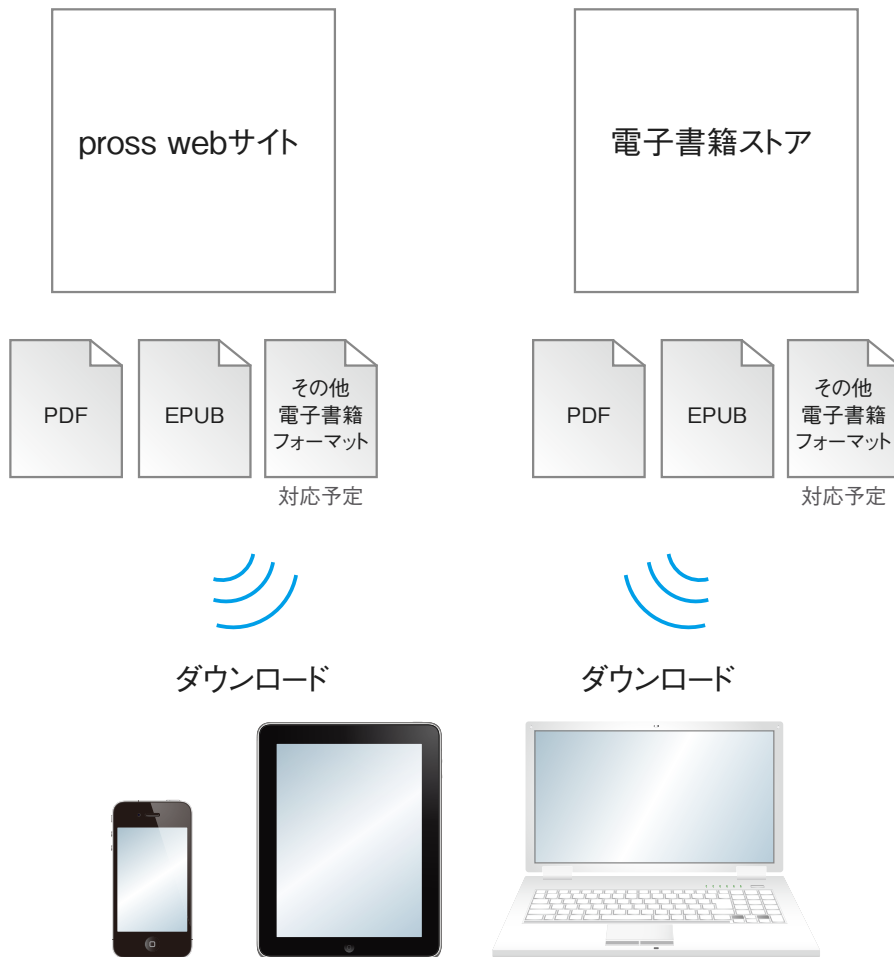 pross webサイト
電子書籍ストア
PDF
EPUB
その他
電子書籍
フォーマット
対応予定
PDF
EPUB
その他
電子書籍
フォーマット
対応予定
ダウンロード
ダウンロード